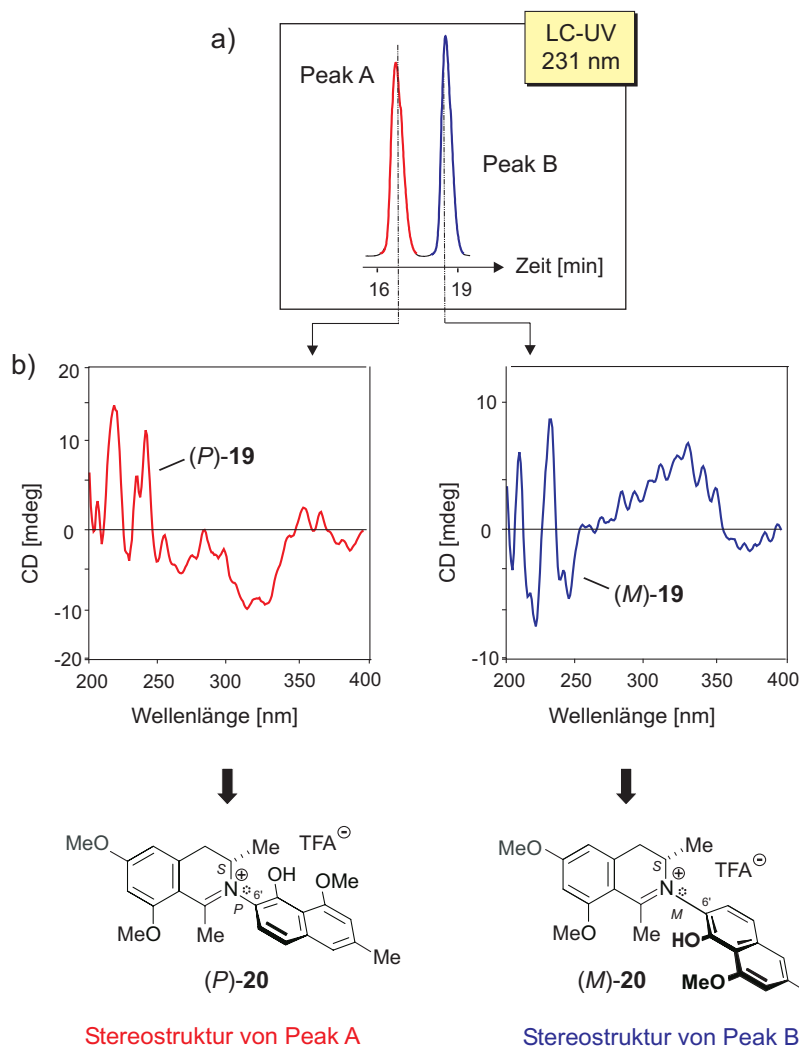 a)
LC-UV
231 nm
Peak A
Peak B
16
19
Zeit [min]
b)
20
10
0
-10
-20
CD [mdeg]
(P)-19
200
250
300
350
400
Wellenlänge [nm]
10
0
-10
CD [mdeg]
(M)-19
200
250
300
350
400
Wellenlänge [nm]
MeO
S
Me
TFA⊖
⊕
N
6'
P
OH
OMe
MeO
Me
Me
(P)-20
MeO
S
Me
TFA⊖
⊕
N
6'
M
OMe
Me
HO
MeO
(M)-20
Stereostruktur von Peak A
Stereostruktur von Peak B